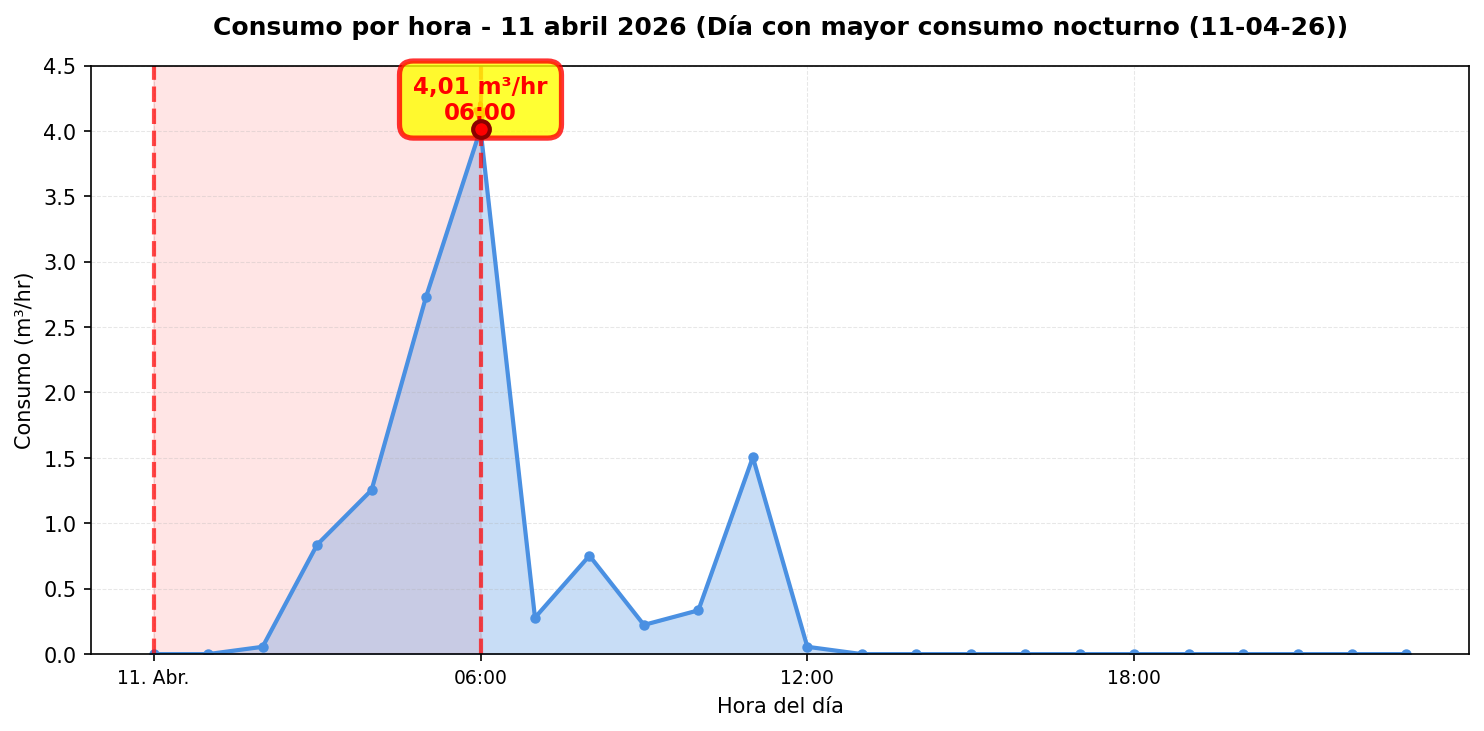 Consumo por hora - 11 abril 2026 (Día con mayor consumo nocturno (11-04-26))
4,01 m³/hr
06:00
Consumo (m³/hr)
4.5
4.0
3.5
3.0
2.5
2.0
1.5
1.0
0.5
0.0
11. Abr.
06:00
12:00
18:00
Hora del día